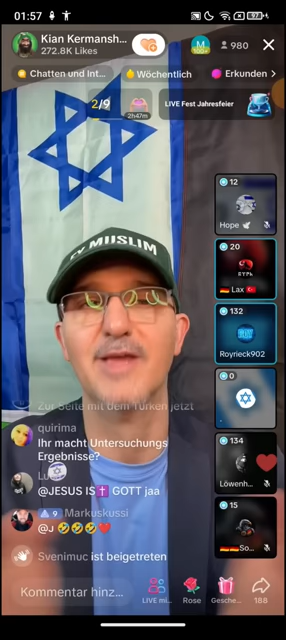 01:57
97
Kian Kermansh...
272.8K Likes
M
980
Chatten und Int...
Wöchentlich
Erkunden
2/9
2h47m
LIVE Fest Jahresfeier
12
Hope
20
Lax
132
Royrieck902
0
134
Löwenh...
15
So...
MUSLIM
Zur Seite mit dem Türken jetzt
quirima
Ihr macht Untersuchungs
Ergebnisse?
@JESUS IS✝️ GOTT jaa
9 Markuskussi
@J 🤣🤣🤣❤️
Svenimuc ist beigetreten
Kommentar hinz...
LIVE mi...
Rose
Gesche...
188